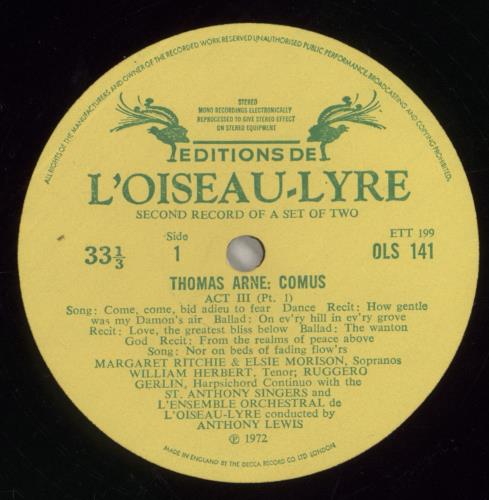 ALL RIGHTS OF THE MANUFACTURERS AND OWNER OF THE RECORDED WORK RESERVED UNAUTHORISED PUBLIC PERFORMANCE, BROADCASTING AND COPYING PROHIBITED.
STEREO
MONO RECORDINGS ELECTRONICALLY
REPROCESSED TO GIVE STEREO EFFECT
ON STEREO EQUIPMENT
EDITIONS DE
L'OISEAU-LYRE
SECOND RECORD OF A SET OF TWO
33⅓
Side
1
ETT 199
OLS 141
THOMAS ARNE: COMUS
ACT III (Pt. 1)
Song: Come, come, bid adieu to fear Dance Recit: How gentle
was my Damon's air Ballad: On ev'ry hill in ev'ry grove
Recit: Love, the greatest bliss below Ballad: The wanton
God Recit: From the realms of peace above
Song: Nor on beds of fading flow'rs
MARGARET RITCHIE & ELSIE MORISON, Sopranos
WILLIAM HERBERT, Tenor; RUGGERO
GERLIN, Harpsichord Continuo with the
ST. ANTHONY SINGERS and
L'ENSEMBLE ORCHESTRAL de
L'OISEAU-LYRE conducted by
ANTHONY LEWIS
℗ 1972
MADE IN ENGLAND BY THE DECCA RECORD CO LTD. LONDON.